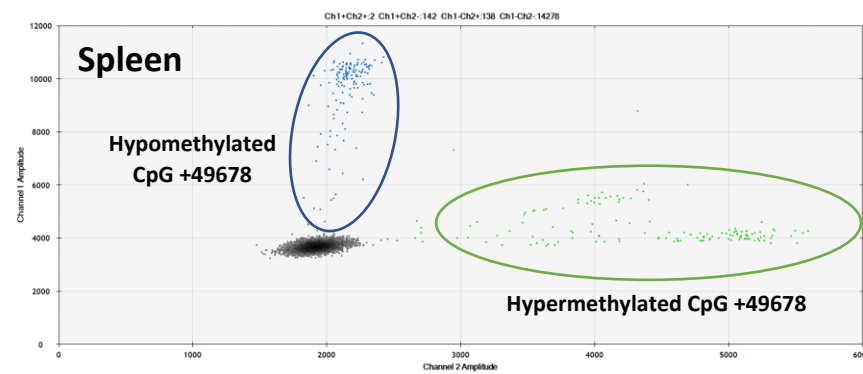 Ch1+Ch2+:2 Ch1+Ch2-:142 Ch1-Ch2+:138 Ch1-Ch2-:14278
12000
Spleen
10000
Hypomethylated
CpG +49678
8000
Channel 1 Amplitude
6000
4000
Hypermethylated CpG +49678
2000
0
0 1000 2000 3000 4000 5000 600
Channel 2 Amplitude